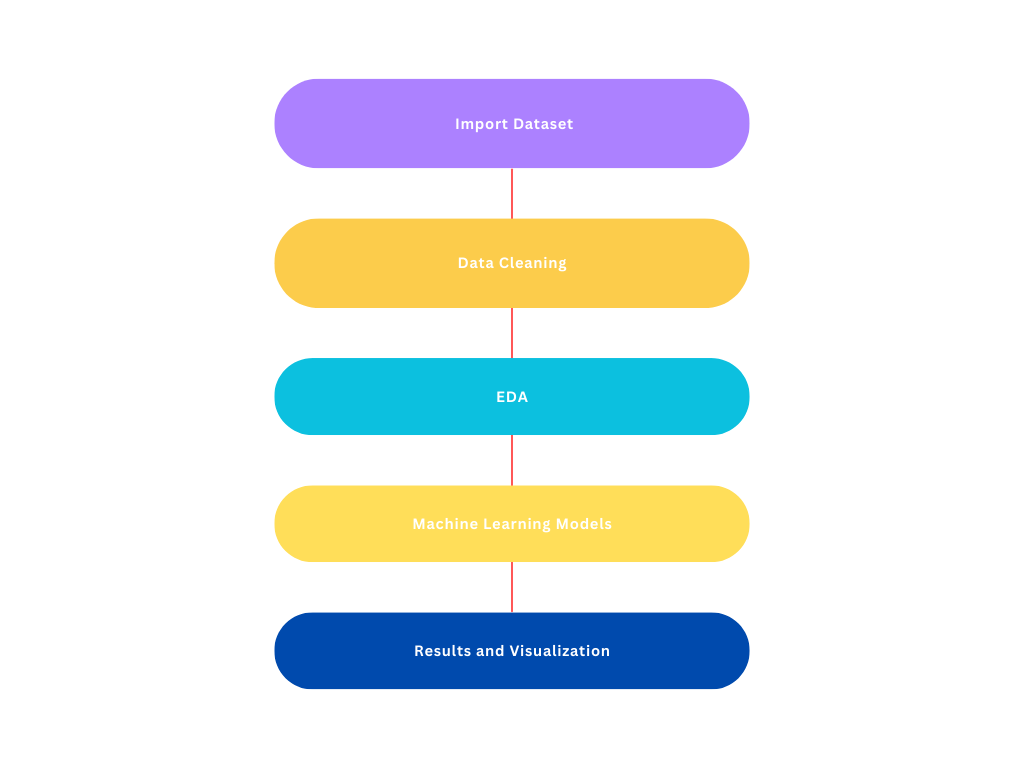 Import Dataset
Data Cleaning
EDA
Machine Learning Models
Results and Visualization